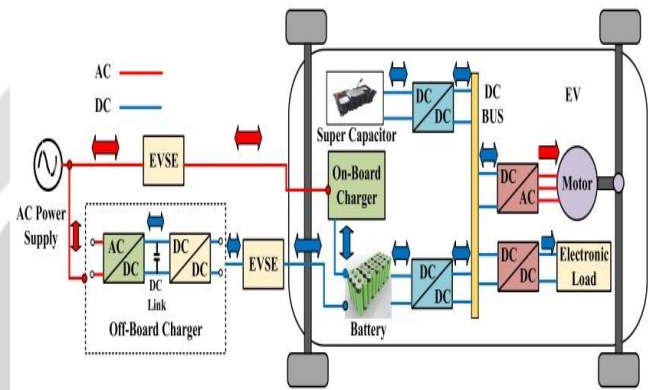 AC
DC
EVSE
AC Power
Supply
AC
DC
DC
Link
DC
DC
Off-Board Charger
EVSE
Super Capacitor
DC
DC
DC
BUS
EV
On-Board
Charger
Battery
DC
DC
DC
AC
Motor
DC
DC
Electronic
Load